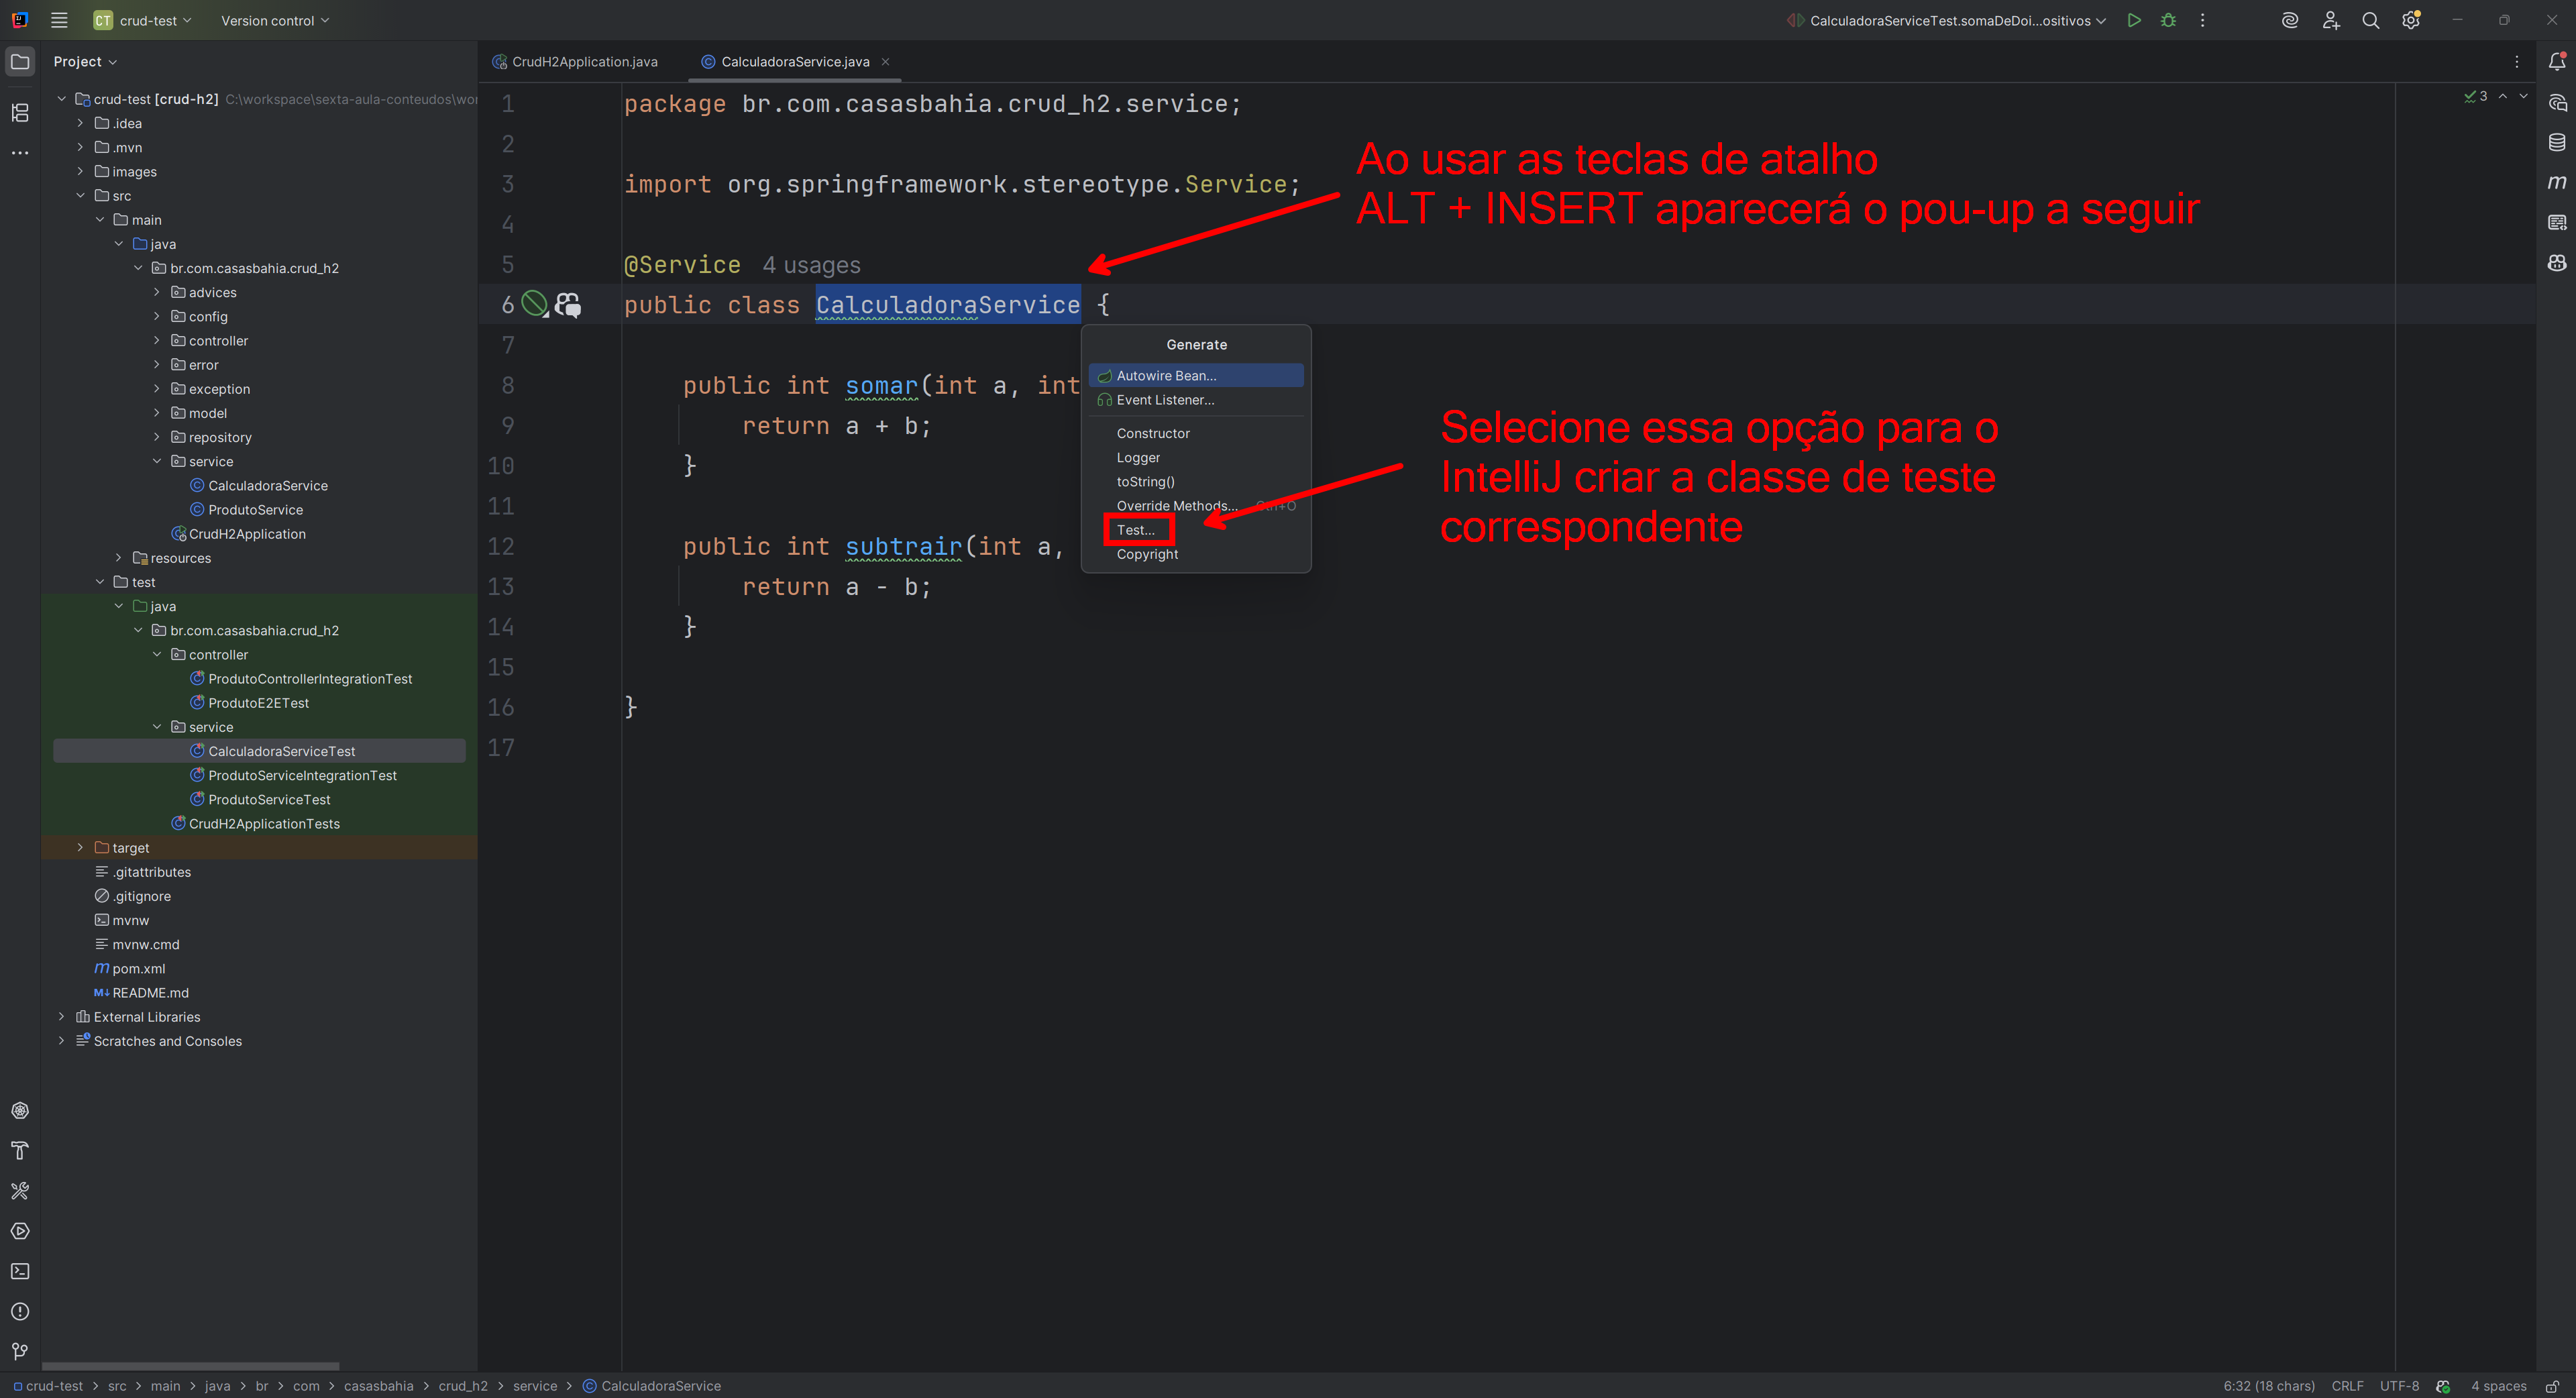 CT crud-test Version control CalculadoraServiceTest.somaDeDoi...ositivos
Project
CrudH2Application.java CalculadoraService.java
crud-test [crud-h2] C:\workspace\sexta-aula-conteudos\wor
.idea
.mvn
images
src
main
java
br.com.casasbahia.crud_h2
advices
config
controller
error
exception
model
repository
service
CalculadoraService
ProdutoService
CrudH2Application
resources
test
java
br.com.casasbahia.crud_h2
controller
ProdutoControllerIntegrationTest
ProdutoE2ETest
service
CalculadoraServiceTest
ProdutoServiceIntegrationTest
ProdutoServiceTest
CrudH2ApplicationTests
target
.gitattributes
.gitignore
mvnw
mvnw.cmd
pom.xml
README.md
External Libraries
Scratches and Consoles
3
1 package br.com.casasbahia.crud_h2.service;
2
3 import org.springframework.stereotype.Service;
4
5 @Service 4 usages
6 public class CalculadoraService {
7
8 public int somar(int a, int
9 return a + b;
10 }
11
12 public int subtrair(int a,
13 return a - b;
14 }
15
16 }
17
Ao usar as teclas de atalho
ALT + INSERT aparecerá o pou-up a seguir
Generate
Autowire Bean...
Event Listener...
Constructor
Logger
toString()
Override Methods... Ctrl+O
Test...
Copyright
Selecione essa opção para o
IntelliJ criar a classe de teste
correspondente
crud-test > src > main > java > br > com > casasbahia > crud_h2 > service > CalculadoraService
6:32 (18 chars) CRLF UTF-8 4 spaces